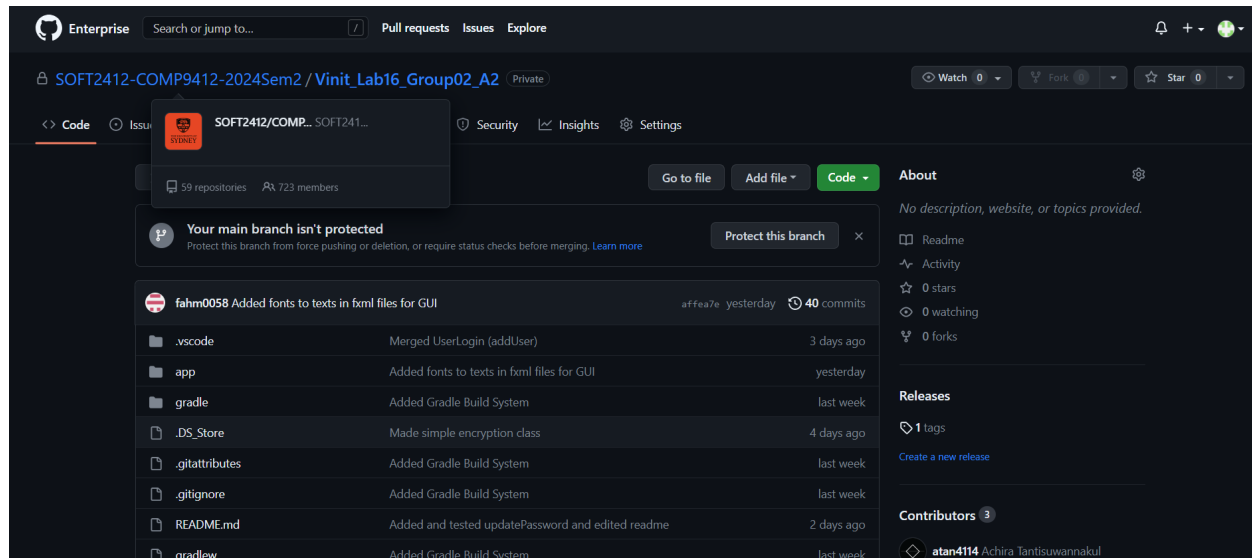 Enterprise Search or jump to... / Pull requests Issues Explore
SOFT2412-COMP9412-2024Sem2 / Vinit_Lab16_Group02_A2 Private Watch 0 Fork 0 Star 0
Code Issu Security Insights Settings
SOFT2412/COMP... SOFT241...
SYDNEY
59 repositories 723 members
Go to file Add file Code
Your main branch isn't protected
Protect this branch from force pushing or deletion, or require status checks before merging. Learn more
Protect this branch
fahm0058 Added fonts to texts in fxml files for GUI affea7e yesterday 40 commits
.vscode Merged UserLogin (addUser) 3 days ago
app Added fonts to texts in fxml files for GUI yesterday
gradle Added Gradle Build System last week
.DS_Store Made simple encryption class 4 days ago
.gitattributes Added Gradle Build System last week
.gitignore Added Gradle Build System last week
README.md Added and tested updatePassword and edited readme 2 days ago
gradlew Added Gradle Build System last week
About
No description, website, or topics provided.
Readme
Activity
0 stars
0 watching
0 forks
Releases
1 tags
Create a new release
Contributors 3
atan4114 Achira Tantisuwannakul